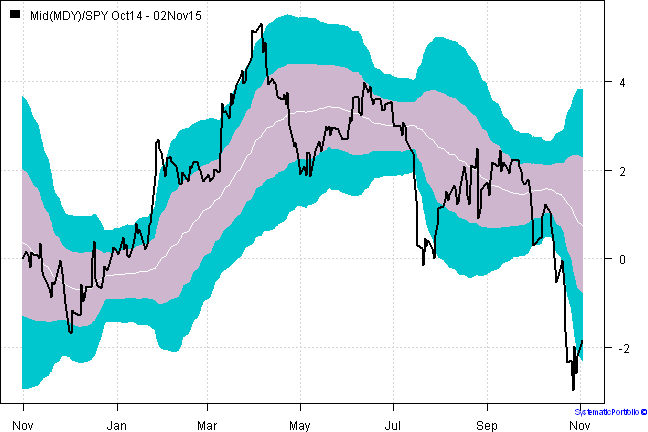 Mid(MDY)/SPY Oct14 - 02Nov15
4
2
0
-2
Nov Jan Mar May Jul Sep Nov
SystematicPortfolio ©